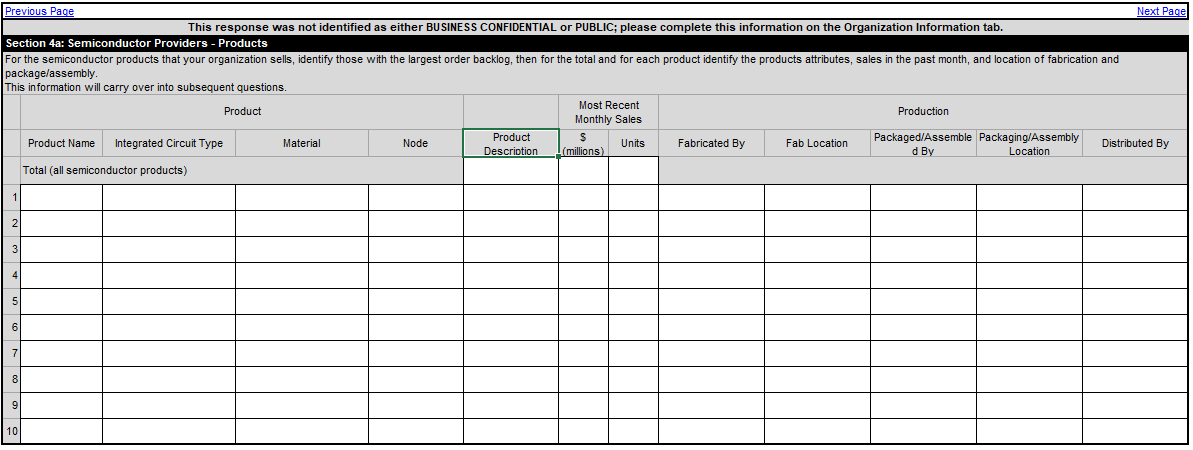 Previous Page
Next Page
This response was not identified as either BUSINESS CONFIDENTIAL or PUBLIC; please complete this information on the Organization Information tab.
Section 4a: Semiconductor Providers - Products
For the semiconductor products that your organization sells, identify those with the largest order backlog, then for the total and for each product identify the products attributes, sales in the past month, and location of fabrication and
package/assembly.
This information will carry over into subsequent questions.
Product
Most Recent
Monthly Sales
Production
Product Name
Integrated Circuit Type
Material
Node
Product
Description
$
(millions)
Units
Fabricated By
Fab Location
Packaged/Assemble
d By
Packaging/Assembly
Location
Distributed By
Total (all semiconductor products)
1
2
3
4
5
6
7
8
9
10